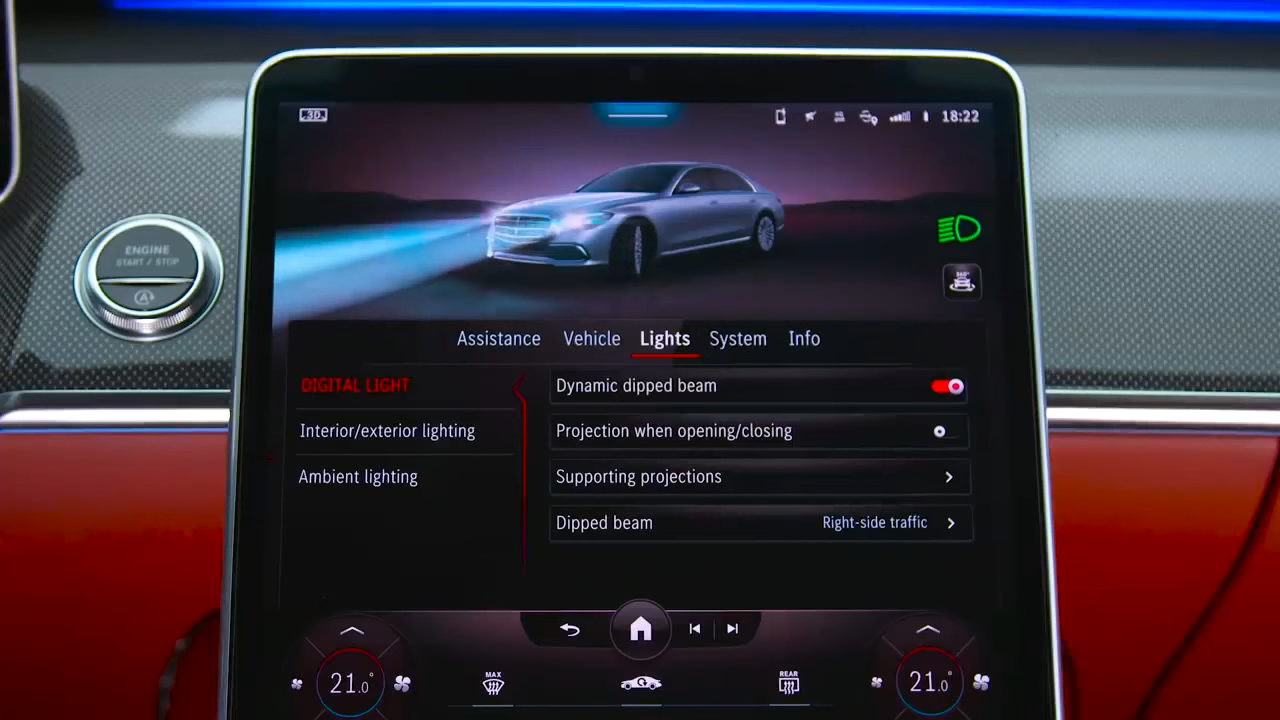 3D
18:22
ENGINE
START / STOP
A
360°
Assistance Vehicle Lights System Info
DIGITAL LIGHT
Interior/exterior lighting
Ambient lighting
Dynamic dipped beam
Projection when opening/closing
Supporting projections
Dipped beam Right-side traffic
21.0°
MAX
REAR
21.0°